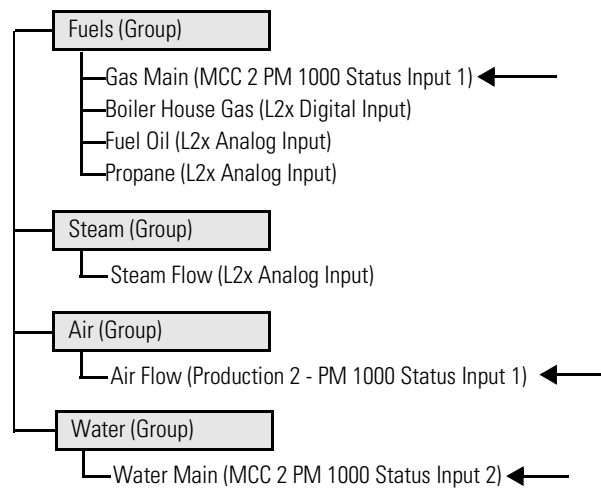 Fuels (Group)
Gas Main (MCC 2 PM 1000 Status Input 1)
Boiler House Gas (L2x Digital Input)
Fuel Oil (L2x Analog Input)
Propane (L2x Analog Input)
Steam (Group)
Steam Flow (L2x Analog Input)
Air (Group)
Air Flow (Production 2 - PM 1000 Status Input 1)
Water (Group)
Water Main (MCC 2 PM 1000 Status Input 2)